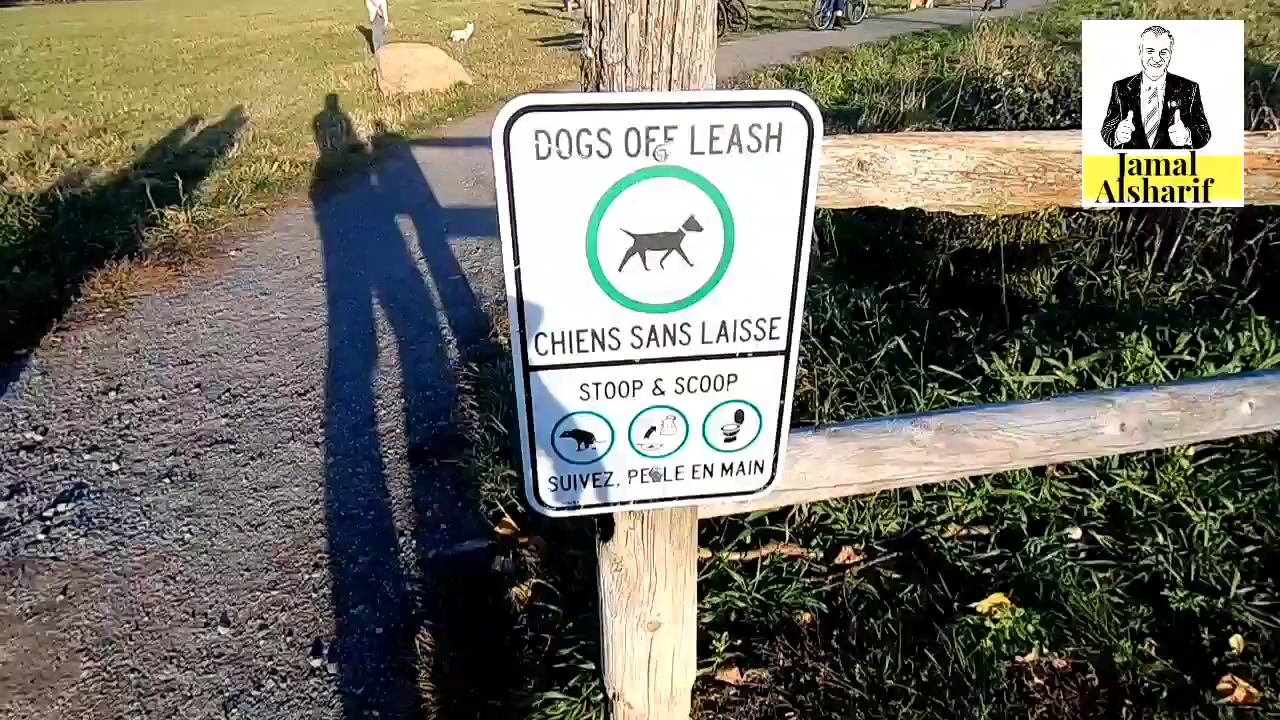 DOGS OFF LEASH
CHIENS SANS LAISSE
STOOP & SCOOP
SUIVEZ, PELLE EN MAIN
Jamal
Alsharif